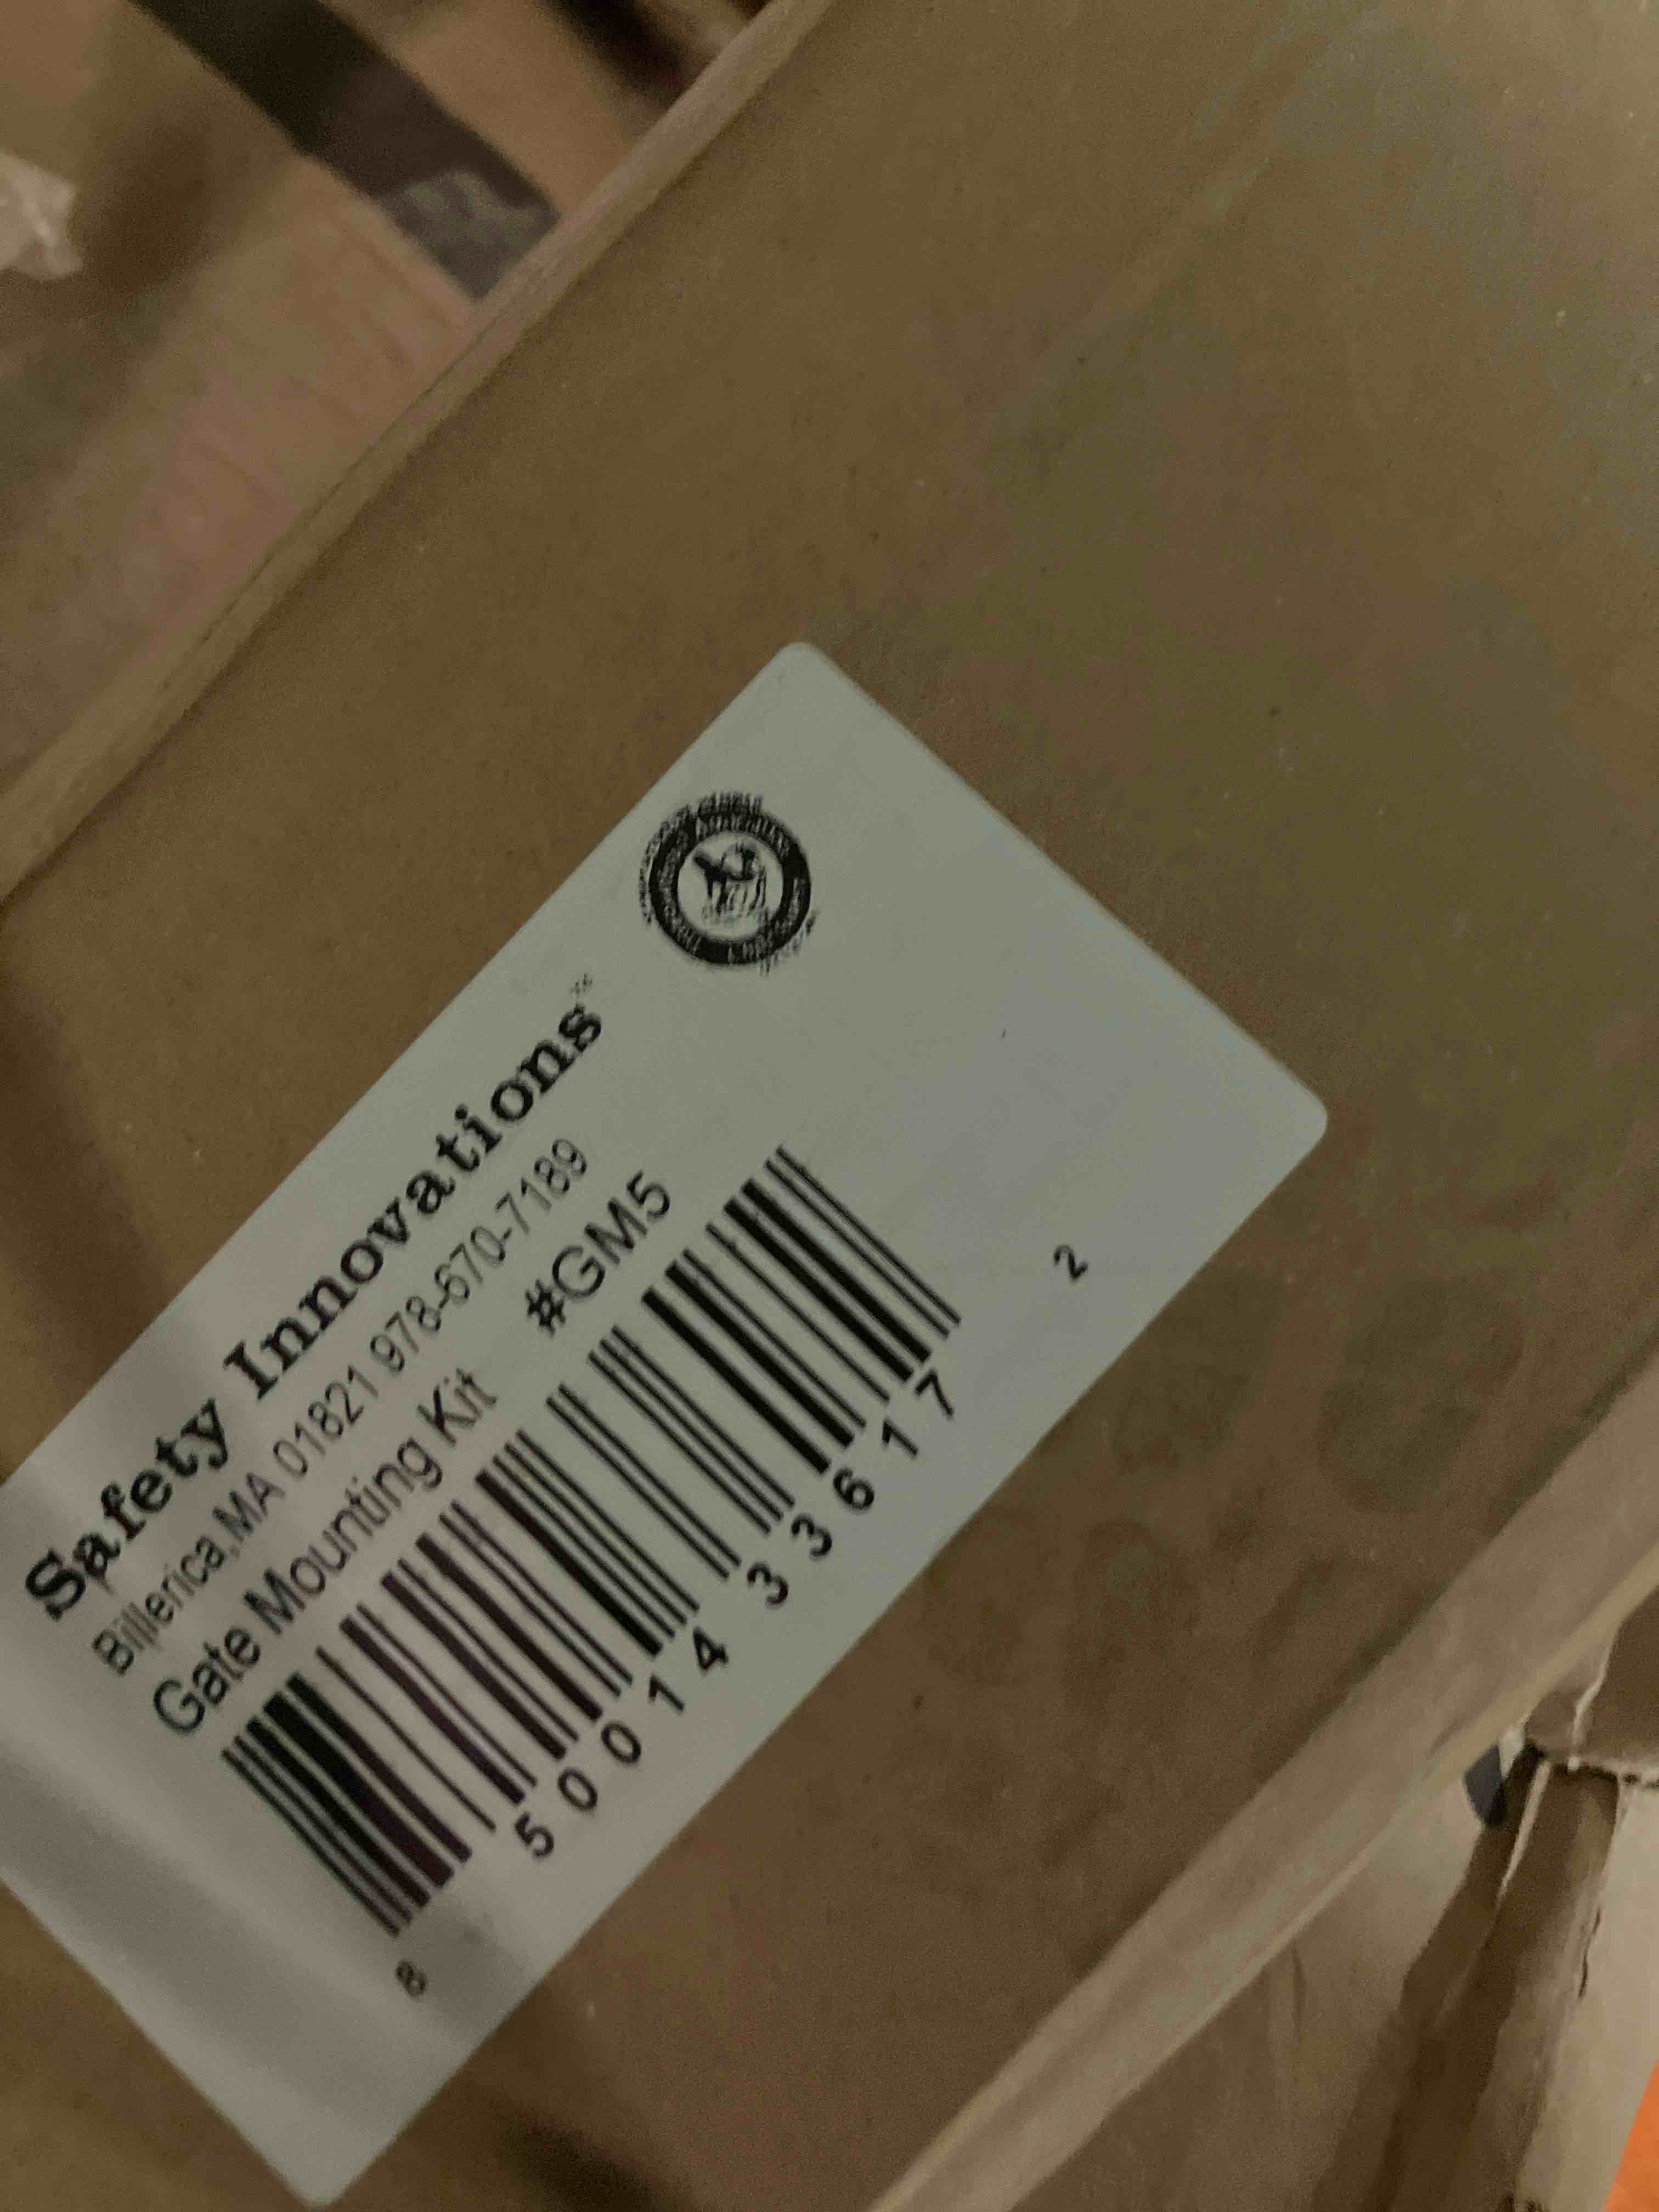 Safety Innovations™
Billerica,MA 01821 978-670-7189
Gate Mounting Kit #GM5
8 50014 33617 2